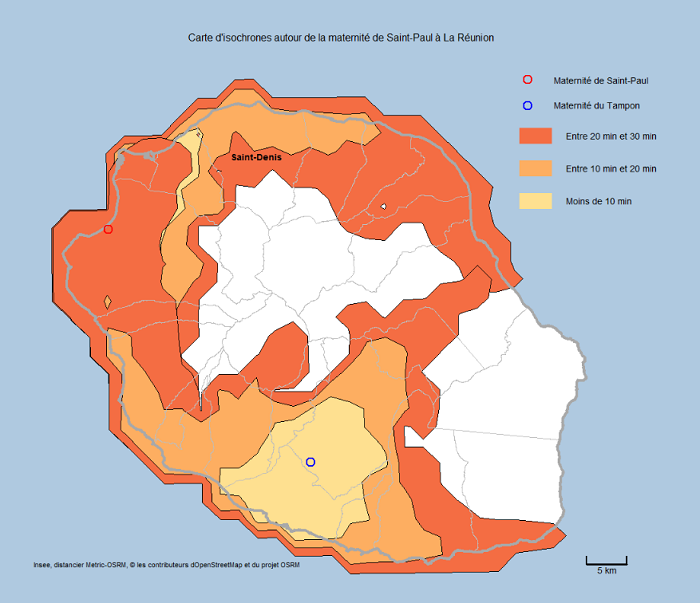 Carte d'isochrones autour de la maternité de Saint-Paul à La Réunion
Maternité de Saint-Paul
Maternité du Tampon
Entre 20 min et 30 min
Saint-Denis
Entre 10 min et 20 min
Moins de 10 min
Insee, distancier Metric-OSRM, © les contributeurs dOpenStreetMap et du projet OSRM
5 km